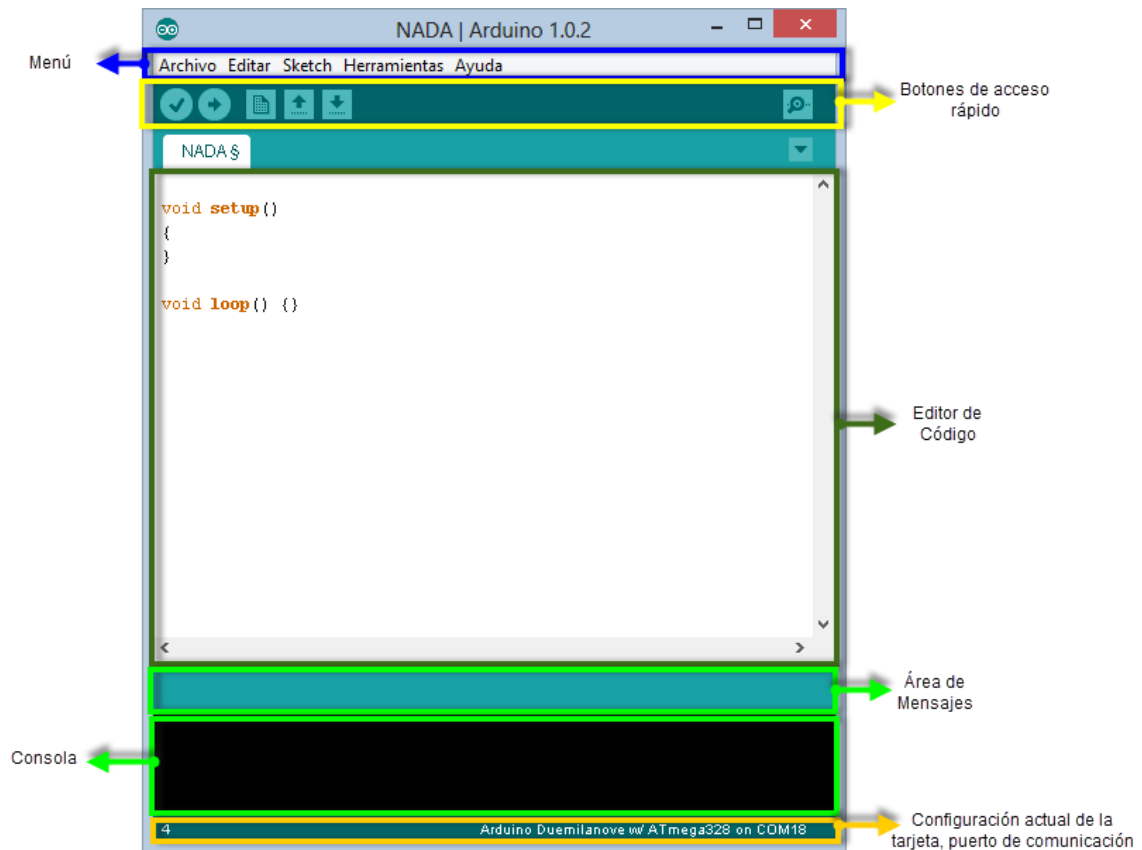 NADA | Arduino 1.0.2
Menú
Archivo Editar Sketch Herramientas Ayuda
Botones de acceso
rápido
NADA §
void setup()
{
}
void loop() {}
Editor de
Código
Área de
Mensajes
Consola
4
Arduino Duemilanove w/ ATmega328 on COM18
Configuración actual de la
tarjeta, puerto de comunicación